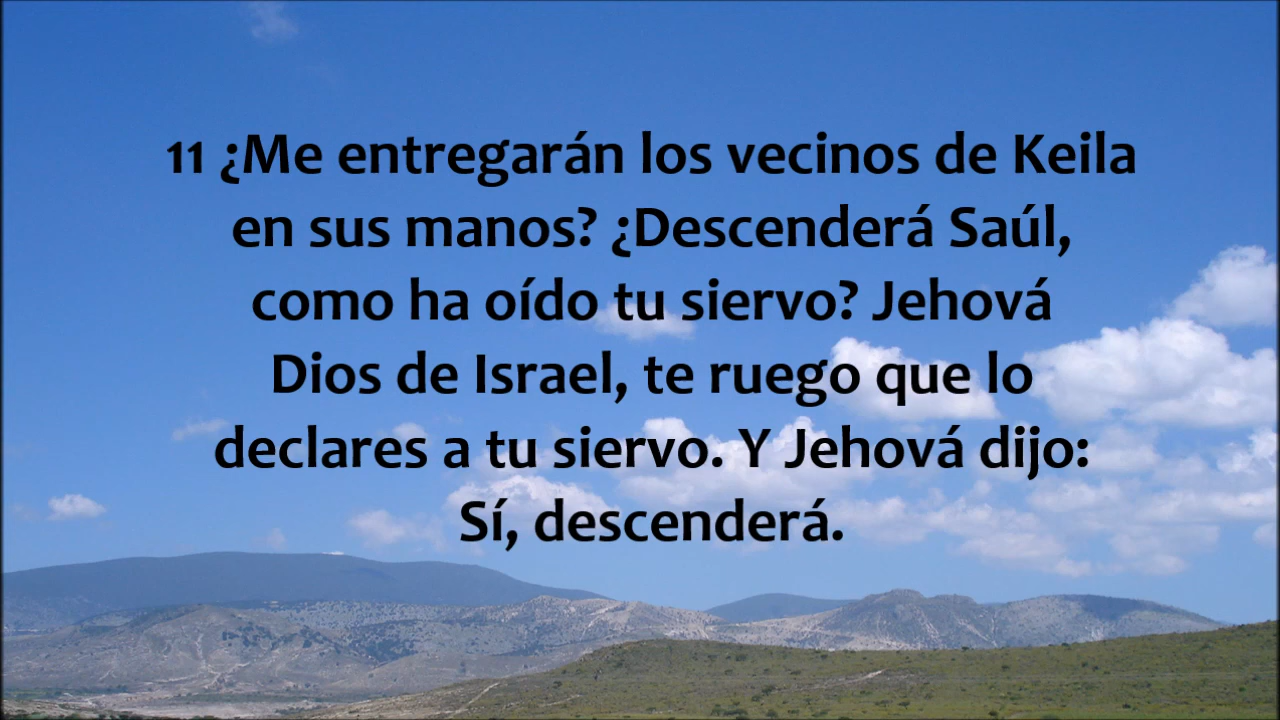 11 ¿Me entregarán los vecinos de Keila
en sus manos? ¿Descenderá Saúl,
como ha oído tu siervo? Jehová
Dios de Israel, te ruego que lo
declares a tu siervo. Y Jehová dijo:
Sí, descenderá.